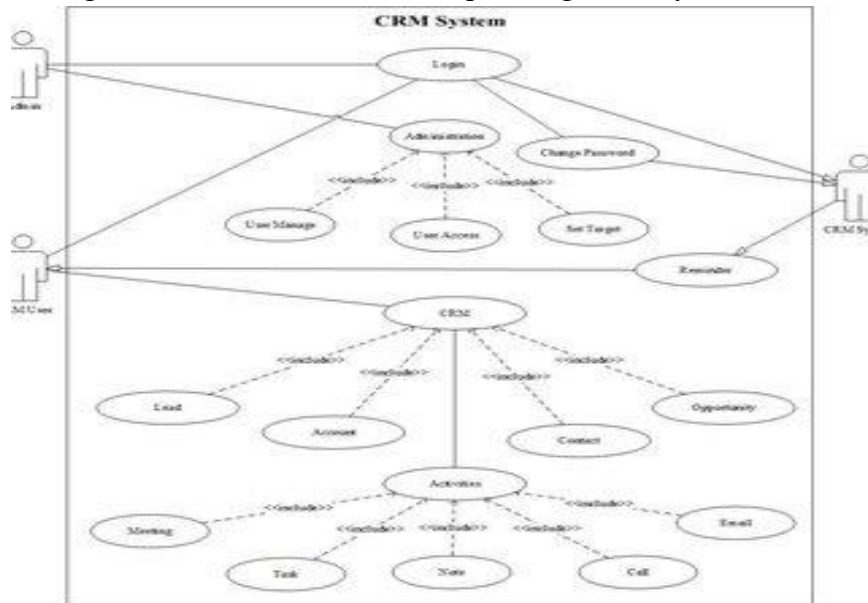 CRM System
Login
Administration
Change Password
<<include>>
<<include>>
<<include>>
User Manage
User Access
Set Target
Reminder
CRM
<<include>>
<<include>>
<<include>>
<<include>>
Lead
Account
Contact
Opportunity
Activities
<<include>>
<<include>>
<<include>>
<<include>>
<<include>>
Meeting
Task
Note
Call
Email